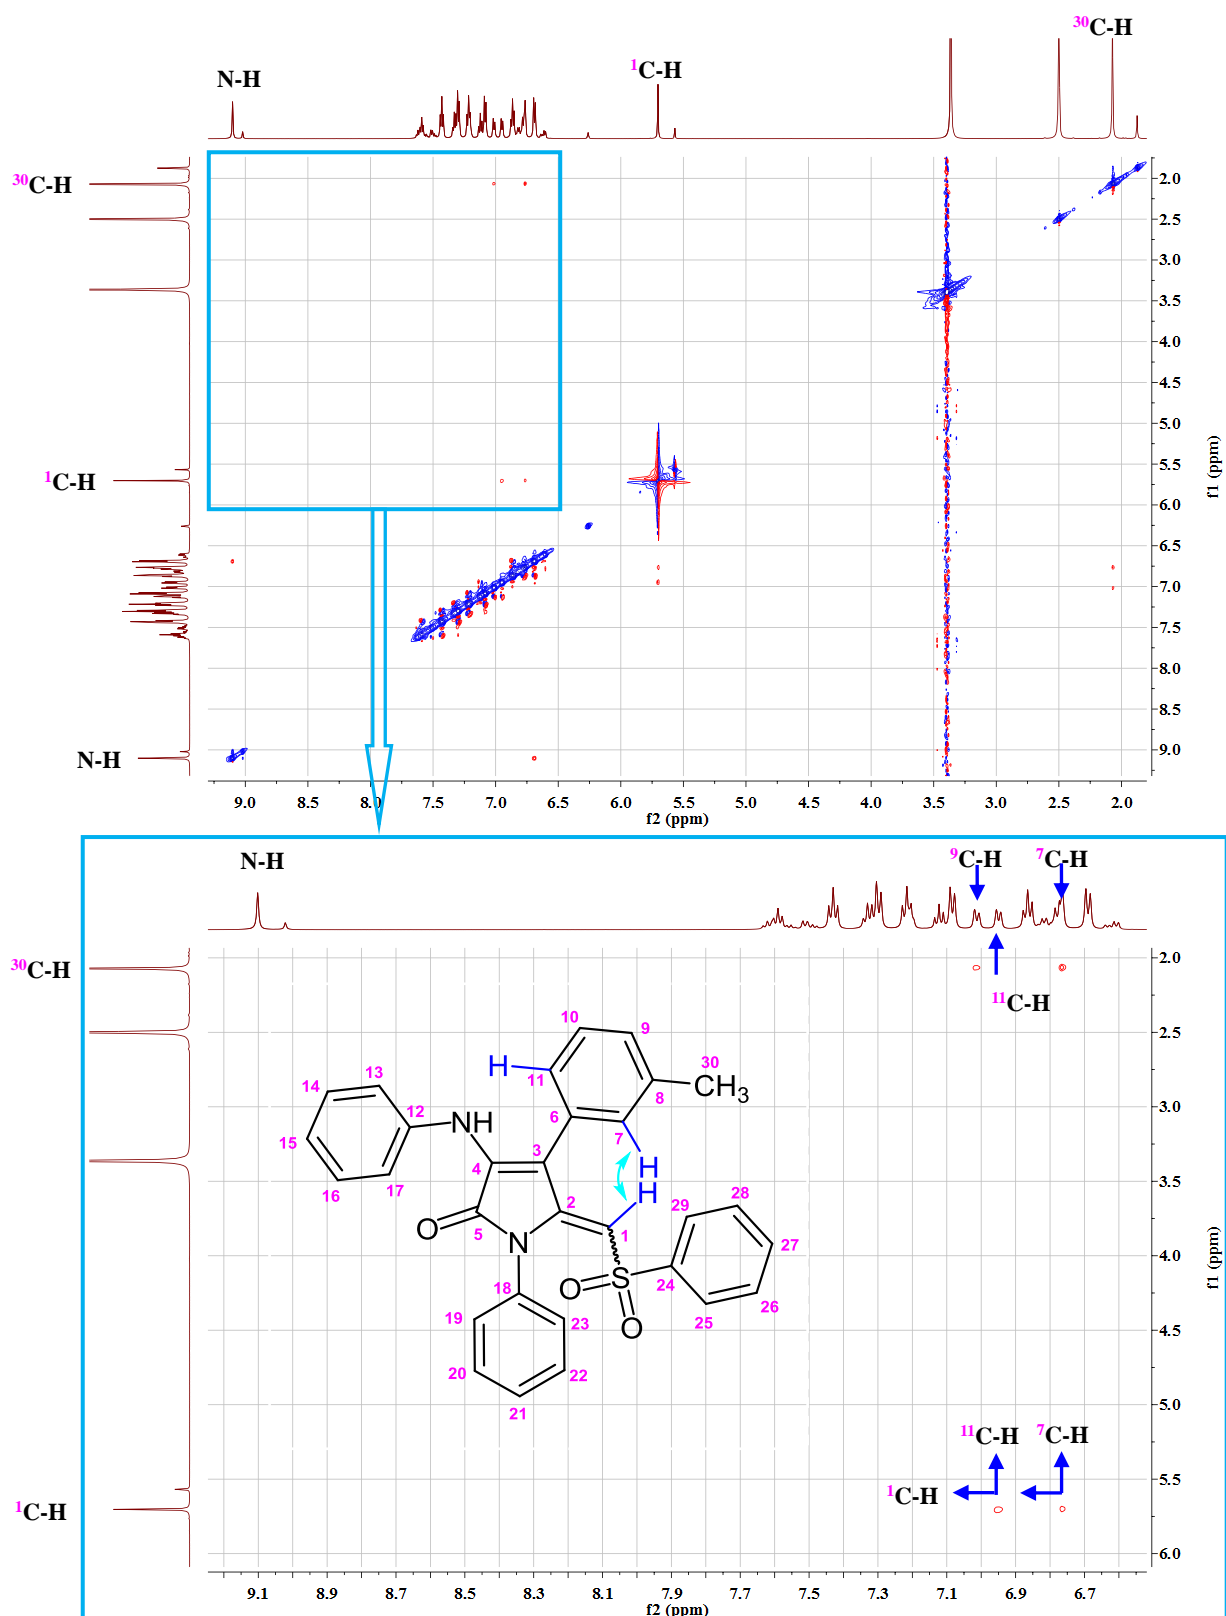 30C-H
N-H
1C-H
30C-H
2.0
2.5
3.0
3.5
4.0
4.5
5.0
5.5
6.0
6.5
7.0
7.5
8.0
8.5
9.0
f1 (ppm)
1C-H
N-H
9.0 8.5 8.0 7.5 7.0 6.5 6.0 5.5 5.0 4.5 4.0 3.5 3.0 2.5 2.0
f2 (ppm)
N-H
9C-H
7C-H
30C-H
11C-H
2.0
2.5
3.0
3.5
4.0
4.5
5.0
5.5
6.0
f1 (ppm)
10
9
H
11
30
CH3
8
13
14
12
NH
6
7
15
3
H
4
H
17
16
2
28
29
O
5
1
27
N
S
24
O
18
26
19
23
25
O
20
22
21
11C-H
7C-H
1C-H
1C-H
9.1 8.9 8.7 8.5 8.3 8.1 7.9 7.7 7.5 7.3 7.1 6.9 6.7
f2 (ppm)